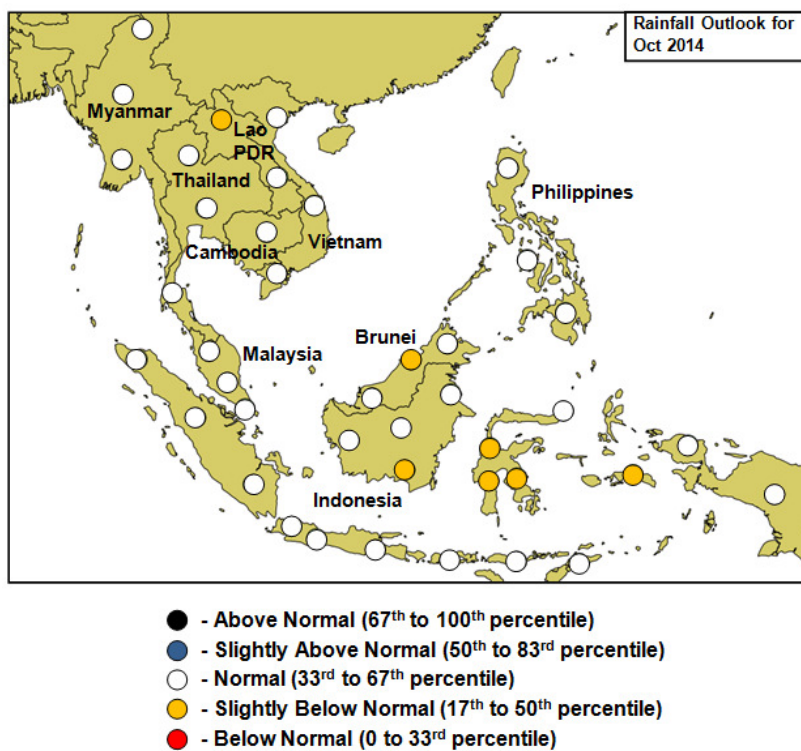 Rainfall Outlook for
Oct 2014
Myanmar
Lao
PDR
Thailand
Philippines
Cambodia
Vietnam
Brunei
Malaysia
Indonesia
- Above Normal (67th to 100th percentile)
- Slightly Above Normal (50th to 83rd percentile)
- Normal (33rd to 67th percentile)
- Slightly Below Normal (17th to 50th percentile)
- Below Normal (0 to 33rd percentile)